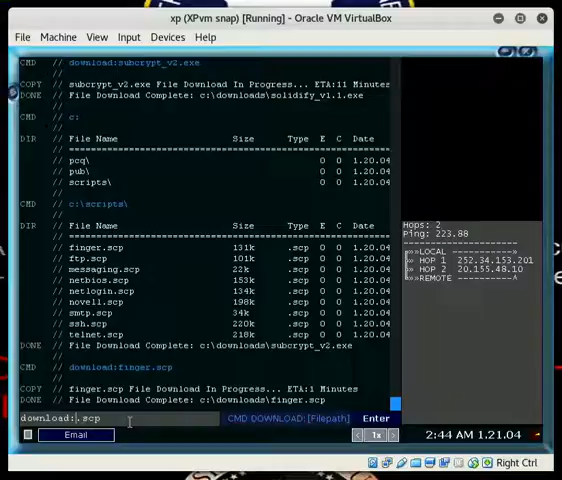 xp (XPvm snap) [Running] - Oracle VM VirtualBox
File Machine View Input Devices Help
CMD // download:subcrypt_v2.exe
//
COPY // subcrypt_v2.exe File Download In Progress... ETA:11 Minutes
DONE // File Download Complete: c:\downloads\solidify_v1.1.exe
//
CMD // c:
//
DIR // File Name Size Type E C Date
// ==================================================
// pcq\ 0 0 1.20.04
// pub\ 0 0 1.20.04
// scripts\ 0 0 1.20.04
//
CMD // c:\scripts\
//
DIR // File Name Size Type E C Date
// ==================================================
// finger.scp 131k .scp 0 0 1.20.04
// ftp.scp 101k .scp 0 0 1.20.04
// messaging.scp 22k .scp 0 0 1.20.04
// netbios.scp 153k .scp 0 0 1.20.04
// netlogin.scp 134k .scp 0 0 1.20.04
// novell.scp 198k .scp 0 0 1.20.04
// smtp.scp 34k .scp 0 0 1.20.04
// ssh.scp 220k .scp 0 0 1.20.04
// telnet.scp 218k .scp 0 0 1.20.04
DONE // File Download Complete: c:\downloads\subcrypt_v2.exe
//
CMD // download:finger.scp
//
COPY // finger.scp File Download In Progress... ETA:1 Minutes
DONE // File Download Complete: c:\downloads\finger.scp
download:.scp CMD DOWNLOAD:[Filepath] Enter
Email < 1x > 2:44 AM 1.21.04
Hops: 2
Ping: 223.88
-----------------------
»»LOCAL ------------»
» HOP 1 252.34.153.201
» HOP 2 20.155.48.10
»»REMOTE -----------^
Right Ctrl